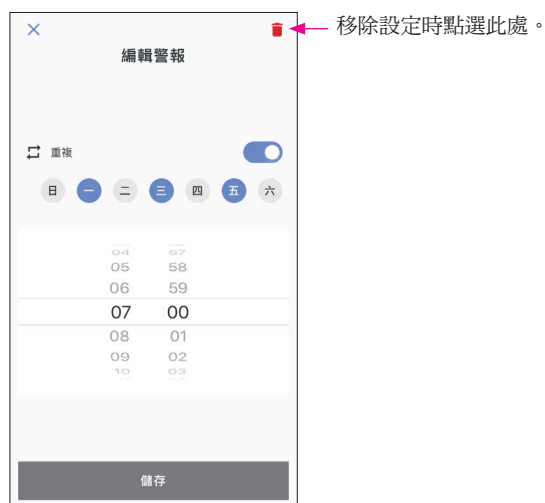 移除設定時點選此處。
編輯警報
重複
日 一 二 三 四 五 六
04 57
05 58
06 59
07 00
08 01
09 02
10 03
儲存